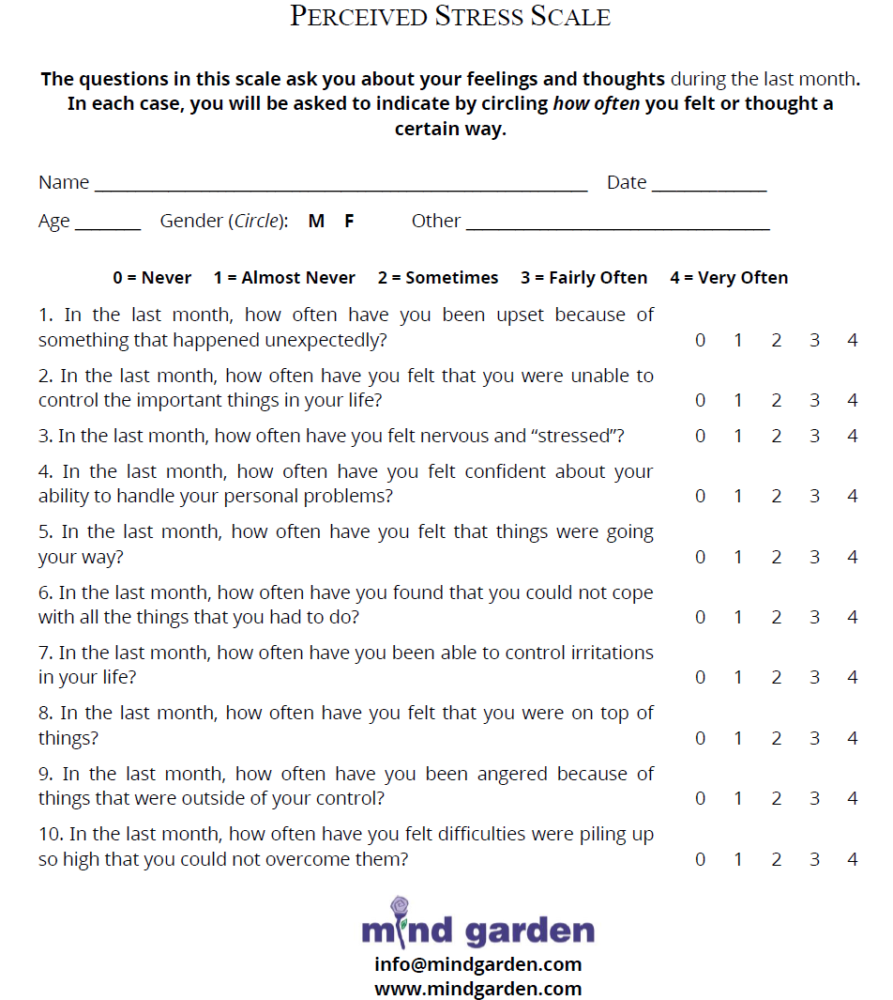 PERCEIVED STRESS SCALE
The questions in this scale ask you about your feelings and thoughts during the last month.
In each case, you will be asked to indicate by circling how often you felt or thought a
certain way.
Name ____________________ Date __________
Age ______ Gender (Circle): M F Other ____________________
0 = Never 1 = Almost Never 2 = Sometimes 3 = Fairly Often 4 = Very Often
1. In the last month, how often have you been upset because of
something that happened unexpectedly? 0 1 2 3 4
2. In the last month, how often have you felt that you were unable to
control the important things in your life? 0 1 2 3 4
3. In the last month, how often have you felt nervous and “stressed”? 0 1 2 3 4
4. In the last month, how often have you felt confident about your
ability to handle your personal problems? 0 1 2 3 4
5. In the last month, how often have you felt that things were going
your way? 0 1 2 3 4
6. In the last month, how often have you found that you could not cope
with all the things that you had to do? 0 1 2 3 4
7. In the last month, how often have you been able to control irritations
in your life? 0 1 2 3 4
8. In the last month, how often have you felt that you were on top of
things? 0 1 2 3 4
9. In the last month, how often have you been angered because of
things that were outside of your control? 0 1 2 3 4
10. In the last month, how often have you felt difficulties were piling up
so high that you could not overcome them? 0 1 2 3 4
mind garden
info@mindgarden.com
www.mindgarden.com